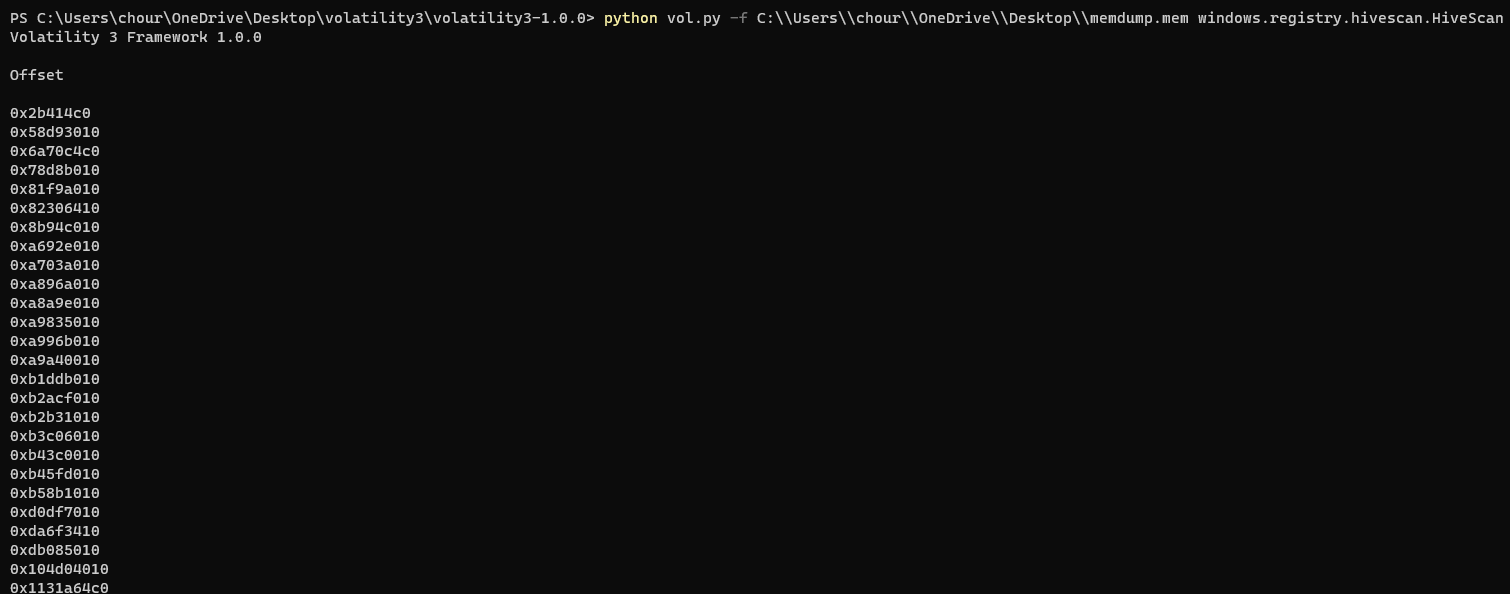 PS C:\Users\chour\OneDrive\Desktop\volatility3\volatility3-1.0.0> python vol.py -f C:\\Users\\chour\\OneDrive\\Desktop\\memdump.mem windows.registry.hivescan.HiveScan
Volatility 3 Framework 1.0.0
Offset
0x2b414c0
0x58d93010
0x6a70c4c0
0x78d8b010
0x81f9a010
0x82306410
0x8b94c010
0xa692e010
0xa703a010
0xa896a010
0xa8a9e010
0xa9835010
0xa996b010
0xa9a40010
0xb1ddb010
0xb2acf010
0xb2b31010
0xb3c06010
0xb43c0010
0xb45fd010
0xb58b1010
0xd0df7010
0xda6f3410
0xdb085010
0x104d04010
0x1131a64c0